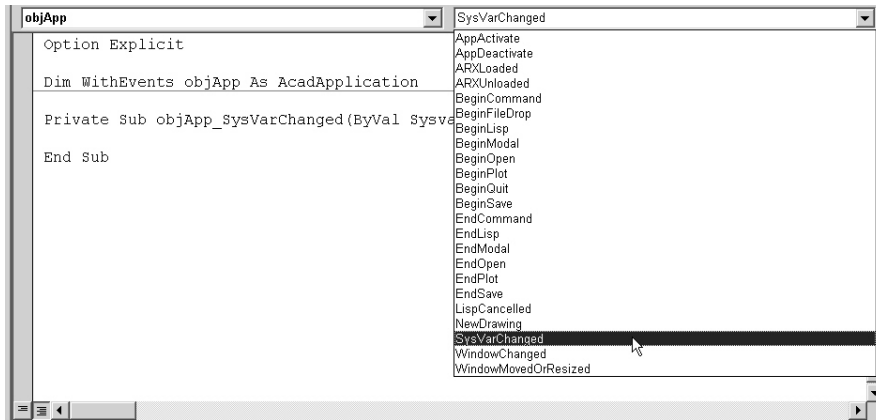 objApp
SysVarChanged
Option Explicit
Dim WithEvents objApp As AcadApplication
Private Sub objApp_SysVarChanged(ByVal
End Sub
AppActivate
AppDeactivate
ARXLoaded
ARXUnloaded
BeginCommand
BeginFileDrop
BeginLisp
BeginModal
BeginOpen
BeginPlot
BeginQuit
BeginSave
EndCommand
EndLisp
EndModal
EndOpen
EndPlot
EndSave
LispCancelled
NewDrawing
SysVarChanged
WindowChanged
WindowMovedOrResized